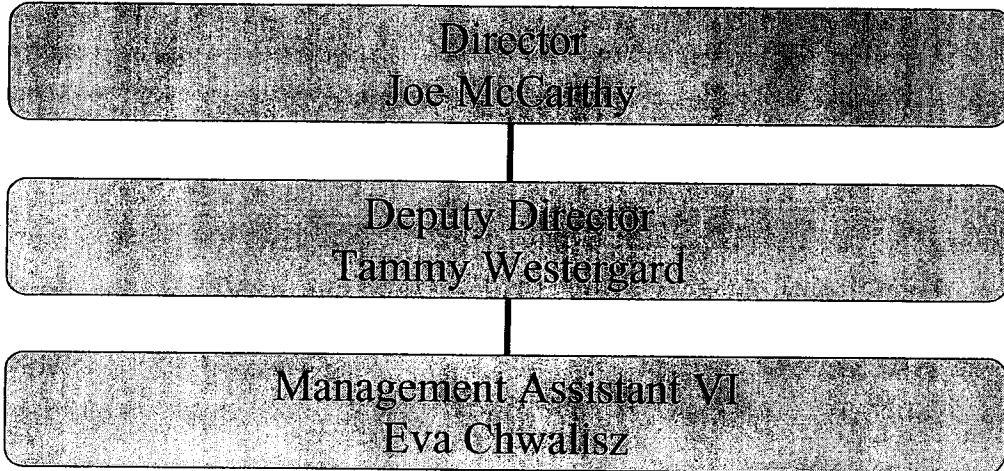 Director
Joe McCarthy
Deputy Director
Tammy Westergard
Management Assistant VI
Eva Chwalisz